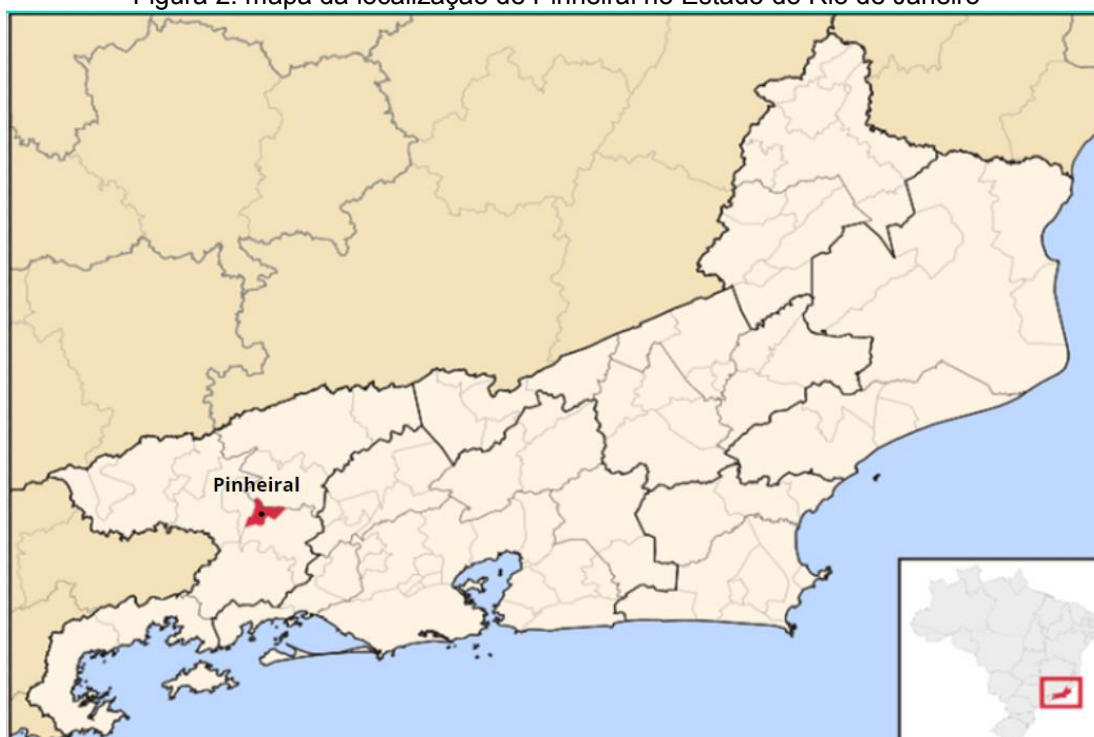 Figura 2: mapa da localização de Pinheiral no Estado do Rio de Janeiro
Pinheiral